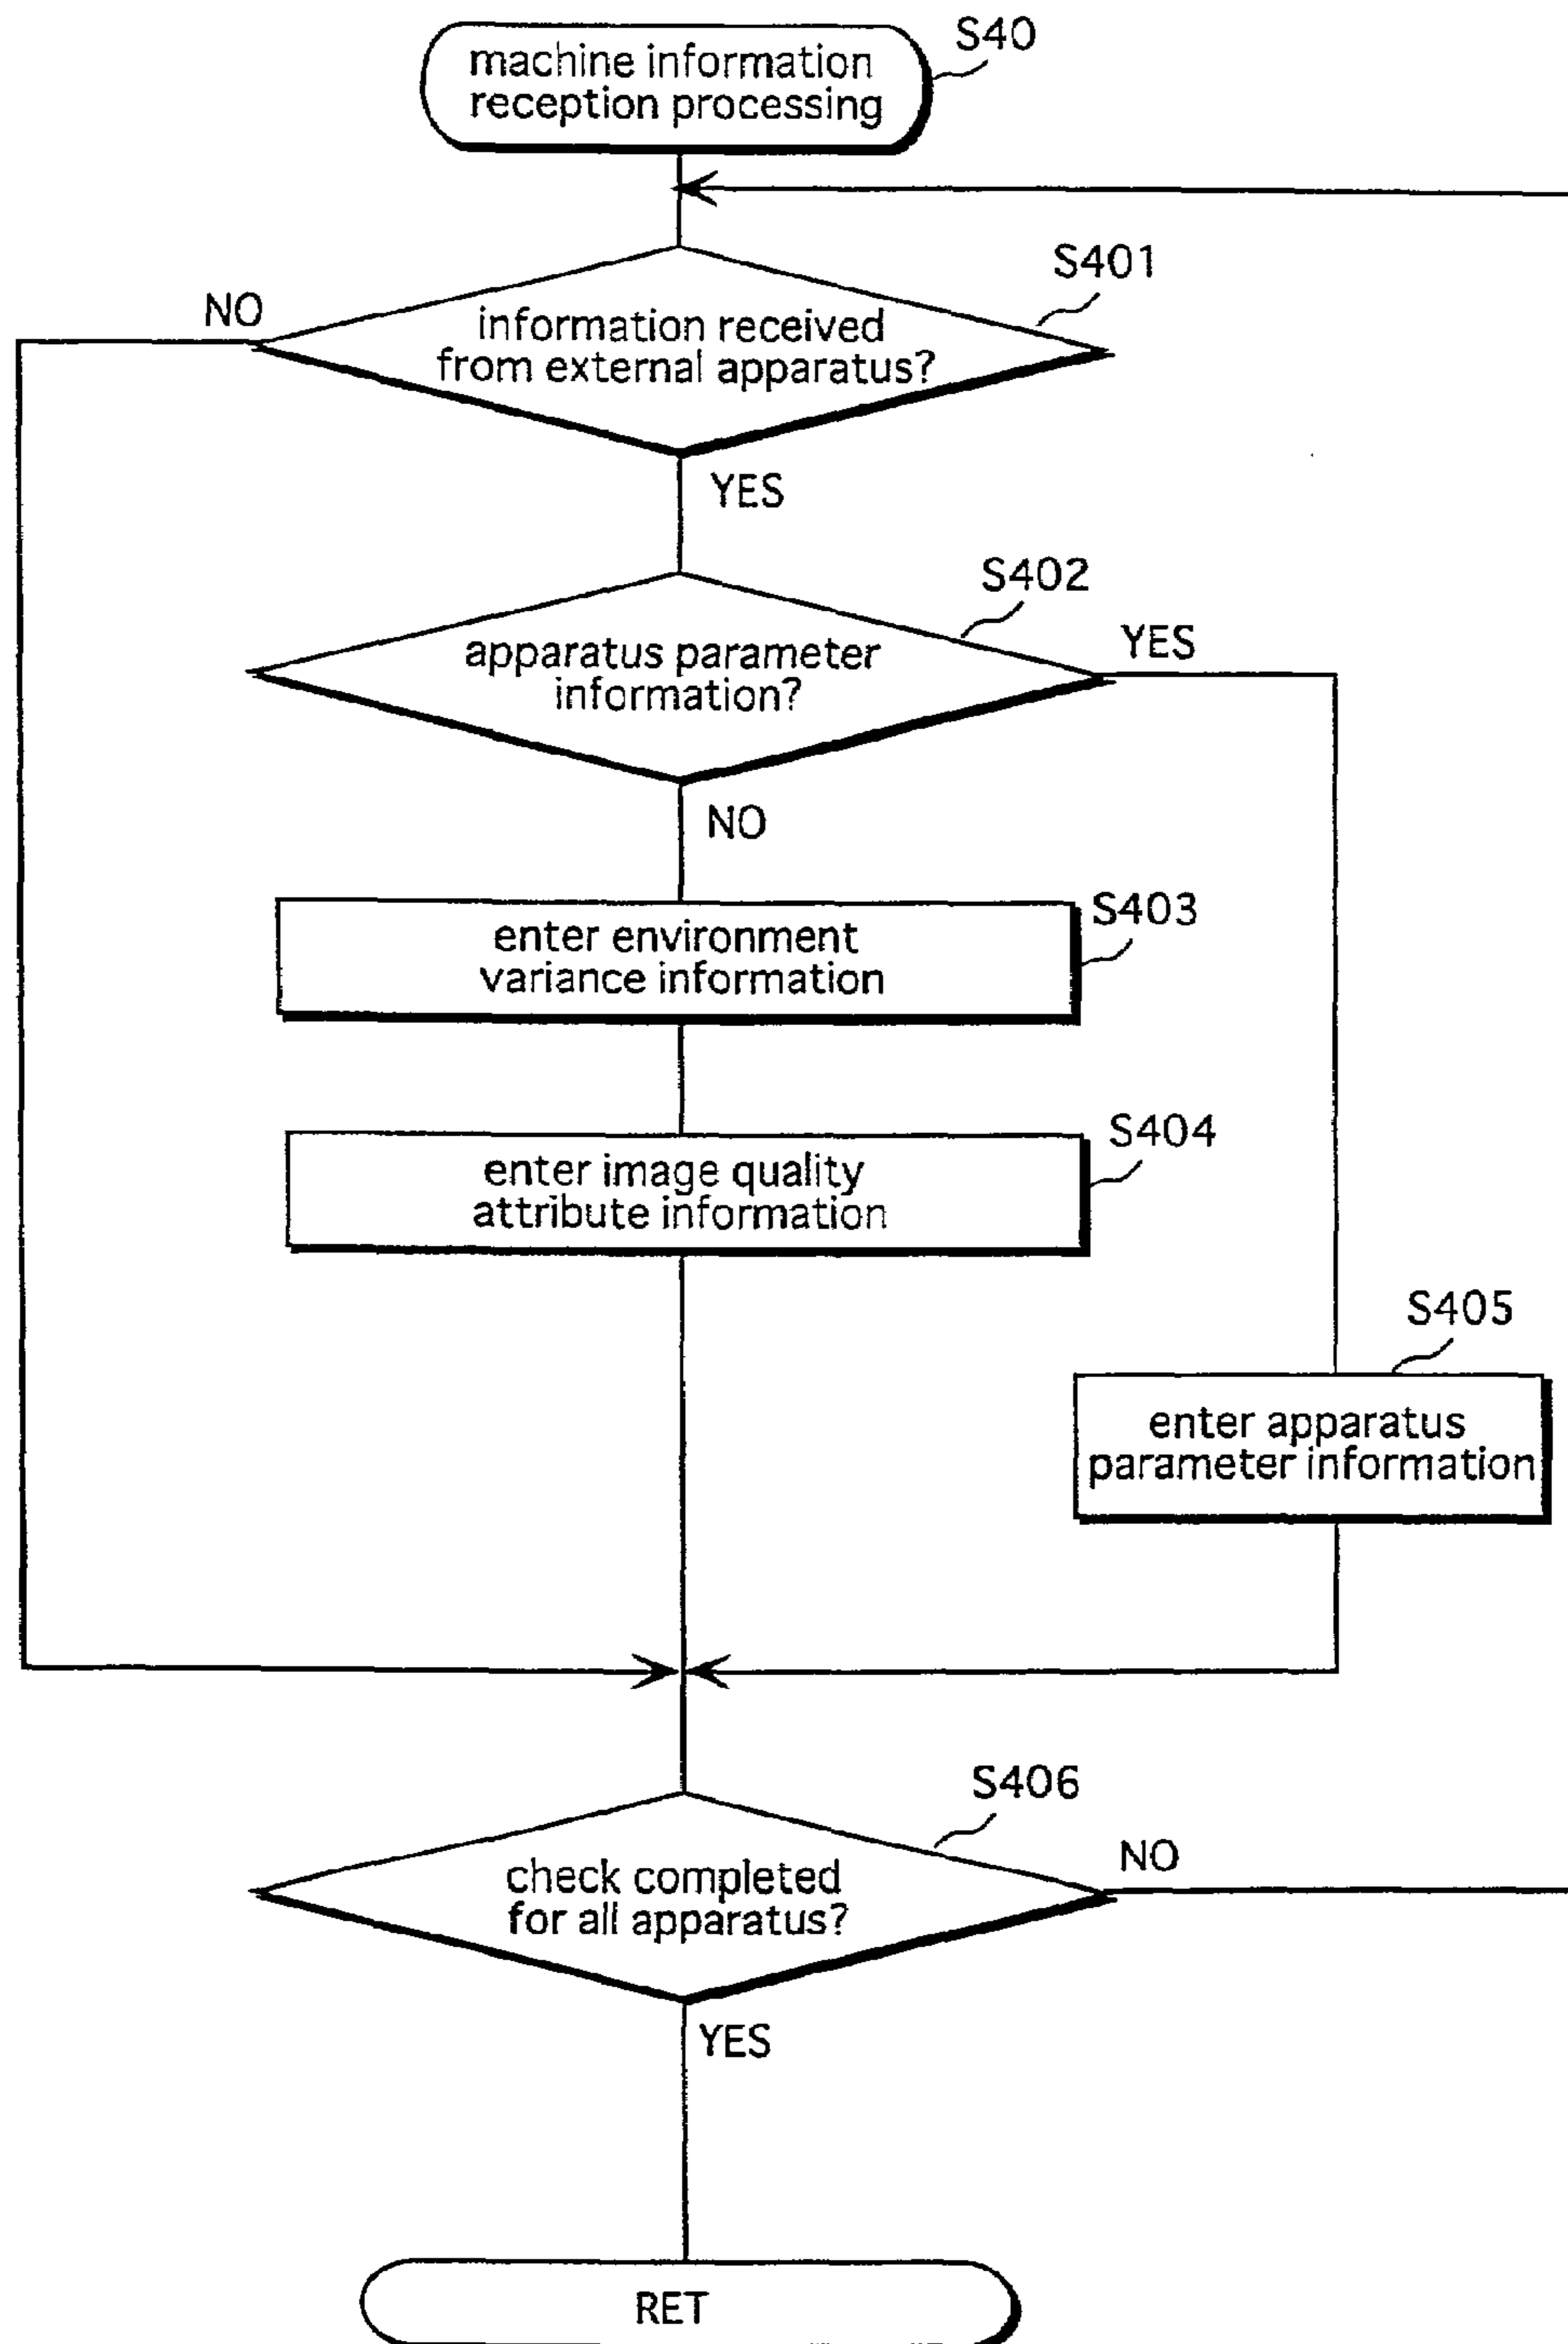 S40
machine information
reception processing
S401
NO
information received
from external apparatus?
YES
S402
apparatus parameter
information?
YES
NO
S403
enter environment
variance information
S404
enter image quality
attribute information
S405
enter apparatus
parameter information
S406
check completed
for all apparatus?
NO
YES
RET